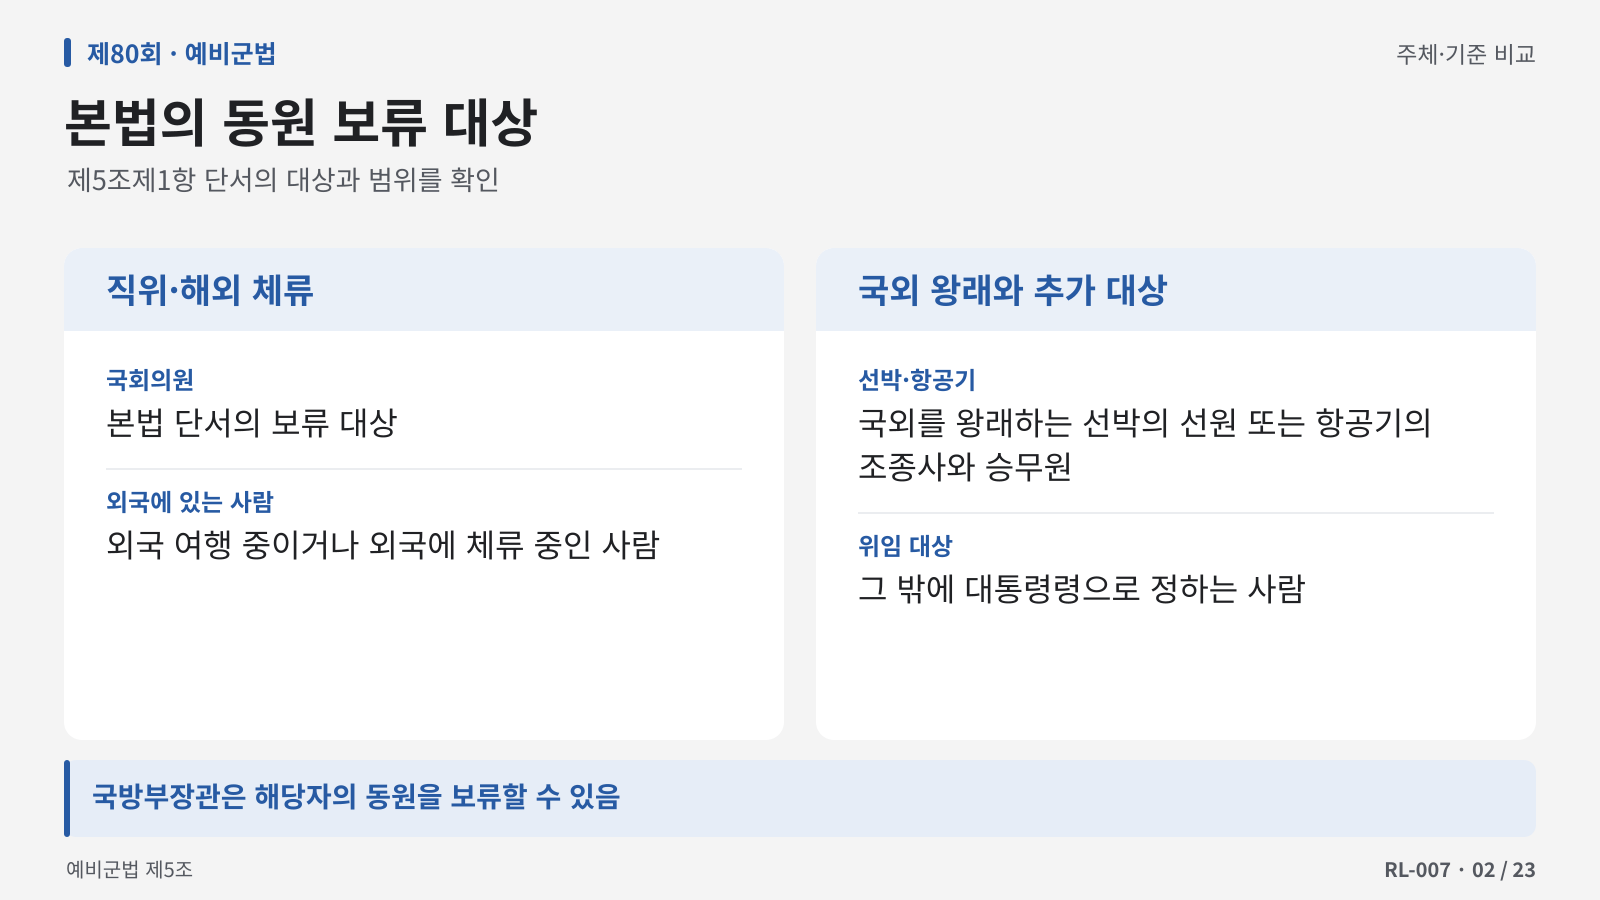 제80회 · 예비군법
주체·기준 비교
본법의 동원 보류 대상
제5조제1항 단서의 대상과 범위를 확인
직위·해외 체류
국회의원
본법 단서의 보류 대상
외국에 있는 사람
외국 여행 중이거나 외국에 체류 중인 사람
국외 왕래와 추가 대상
선박·항공기
국외를 왕래하는 선박의 선원 또는 항공기의
조종사와 승무원
위임 대상
그 밖에 대통령령으로 정하는 사람
국방부장관은 해당자의 동원을 보류할 수 있음
예비군법 제5조
RL-007 · 02 / 23